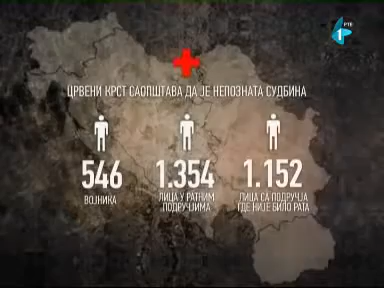 РТС
1
ЦРВЕНИ КРСТ САОПШТАВА ДА ЈЕ НЕПОЗНАТА СУДБИНА
546 1.354 1.152
ВОЈНИКА
ЛИЦА У РАТНИМ
ПОДРУЧЈИМА
ЛИЦА СА ПОДРУЧЈА
ГДЕ НИЈЕ БИЛО РАТА